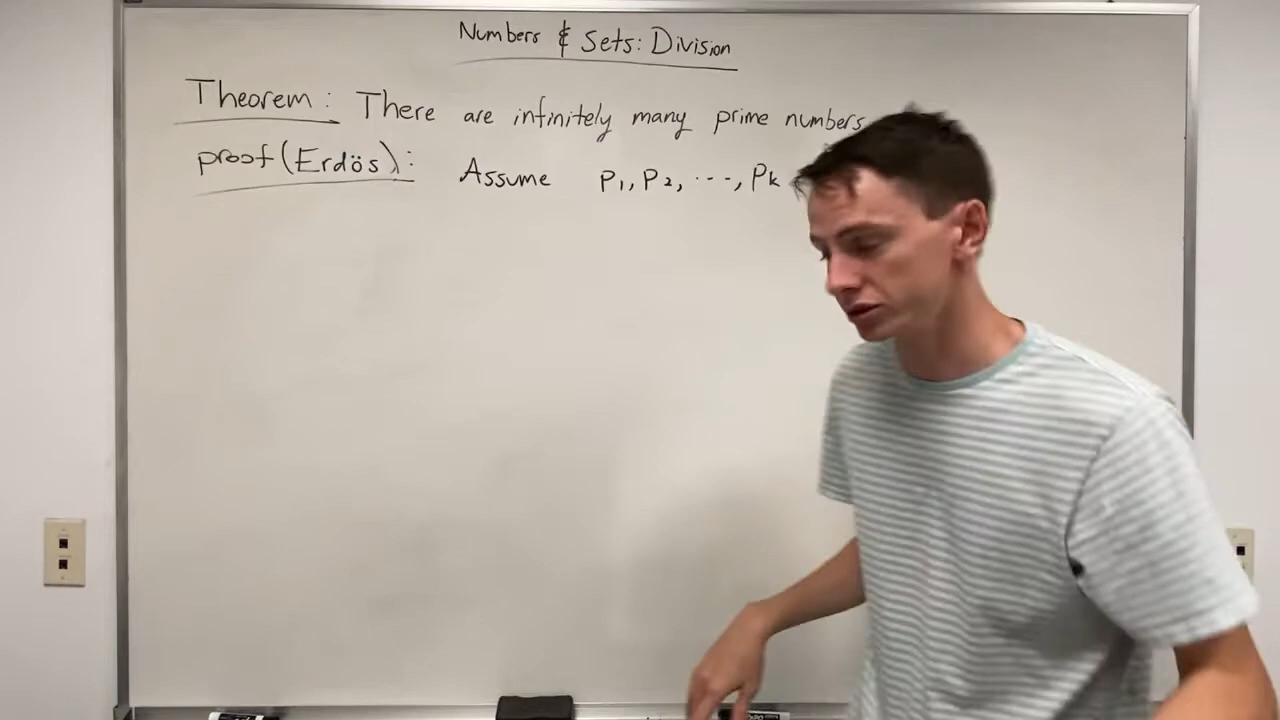 Numbers & Sets: Division
Theorem: There are infinitely many prime numbers
proof (Erdös): Assume p₁, p₂, ..., pₖ